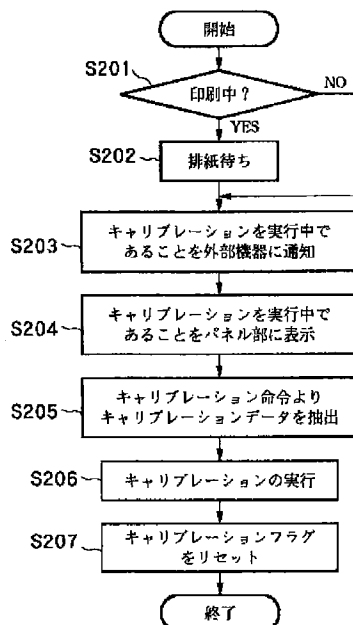 開始
S201
印刷中?
NO
YES
S202
排紙待ち
S203
キャリブレーションを実行中で
あることを外部機器に通知
S204
キャリブレーションを実行中で
あることをパネル部に表示
S205
キャリブレーション命令より
キャリブレーションデータを抽出
S206
キャリブレーションの実行
S207
キャリブレーションフラグ
をリセット
終了